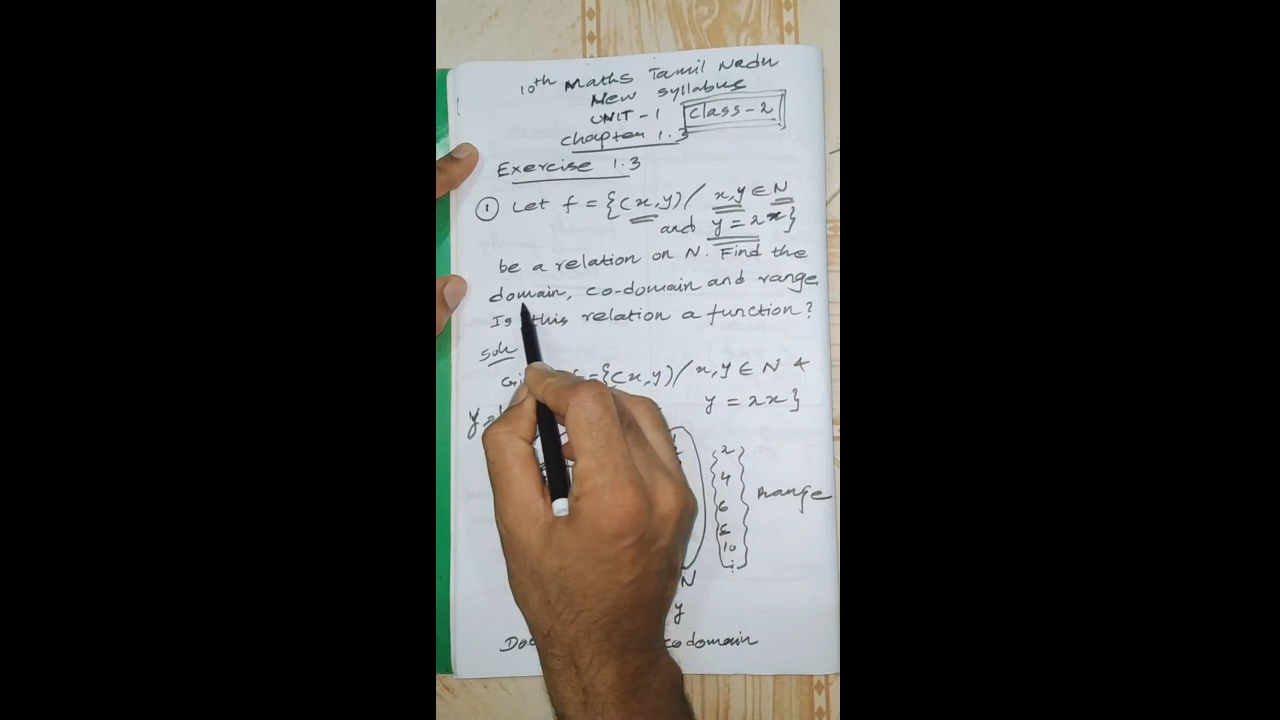 10th Maths Tamil Nadu
New Syllabus
UNIT - 1 Class - 2
Chapter 1.3
Exercise 1.3
① Let f = {(x,y) / x,y ∈ N
and y = 2x}
be a relation on N. Find the
domain, co-domain and range
Is this relation a function?
Soln
f = {(x,y) / x,y ∈ N &
y = 2x}
2
4
6 Range
8
10
⋮
N
y
codomain